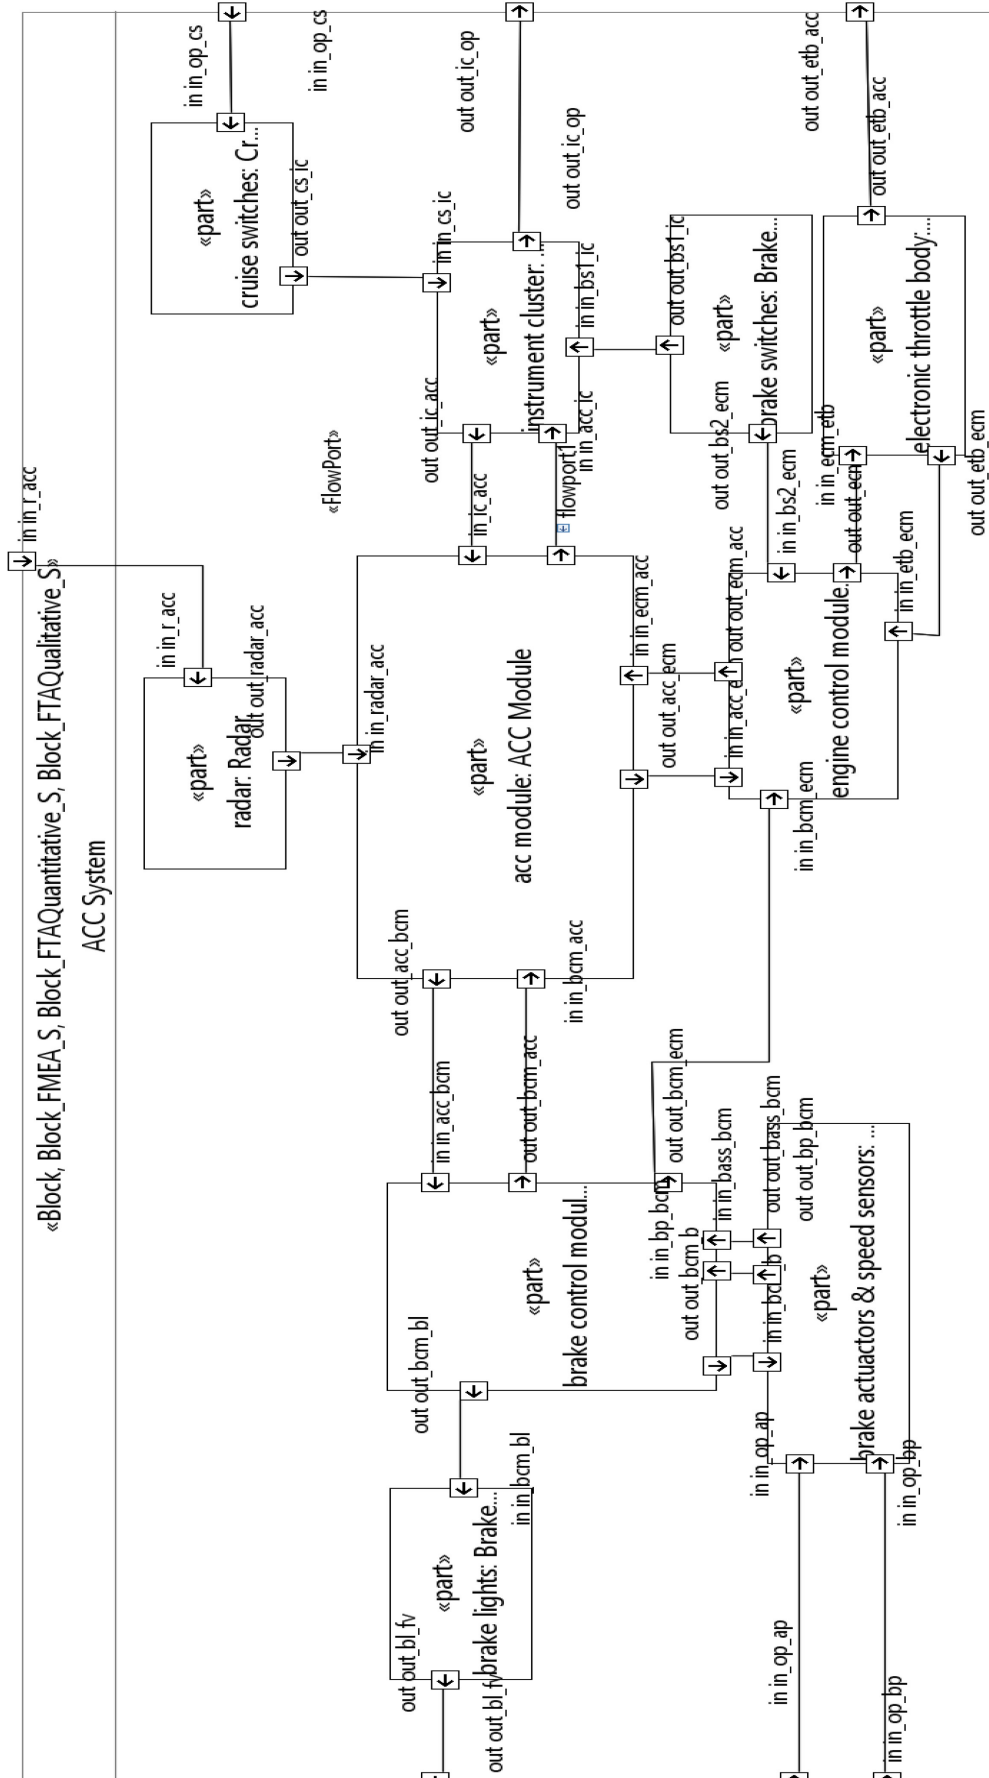 «Block, Block_FMEA_S, Block_FTAQuantitative_S, Block_FTAQualitative_S»
ACC System
in in_r_acc
in in_r_acc
«part»
radar: Radar
out out_radar_acc
in in_radar_acc
in in_op_cs
in in_op_cs
«part»
cruise switches: Cr...
out out_cs_ic
in in_cs_ic
out out_ic_op
out out_ic_op
«part»
instrument cluster: ...
out out_ic_acc
in in_bs1_ic
in in_acc_ic
«FlowPort»
in in_ic_acc
flowport1
«part»
acc module: ACC Module
out out_acc_bcm
in in_bcm_acc
in in_ecm_acc
out out_acc_ecm
out out_bs1_ic
«part»
brake switches: Brake...
out out_bs2_ecm
in in_bs2_ecm
out out_etb_acc
out out_etb_acc
«part»
electronic throttle body:...
in in_ecm_etb
out out_etb_ecm
out out_ecm_acc
in in_etb_ecm
«part»
engine control module...
in in_bcm_ecm
in in_acc_bcm
out out_bcm_acc
out out_bcm_ecm
«part»
brake control modul...
out out_bcm_bl
in in_bp_bcm
in in_bass_bcm
out out_bcm_b
out out_bass_bcm
out out_bp_bcm
«part»
brake actuactors & speed sensors: ...
in in_op_ap
in in_op_bp
in in_op_ap
in in_op_bp
in in_bcm_bl
«part»
brake lights: Brake...
out out_bl_fv
out out_bl_fv